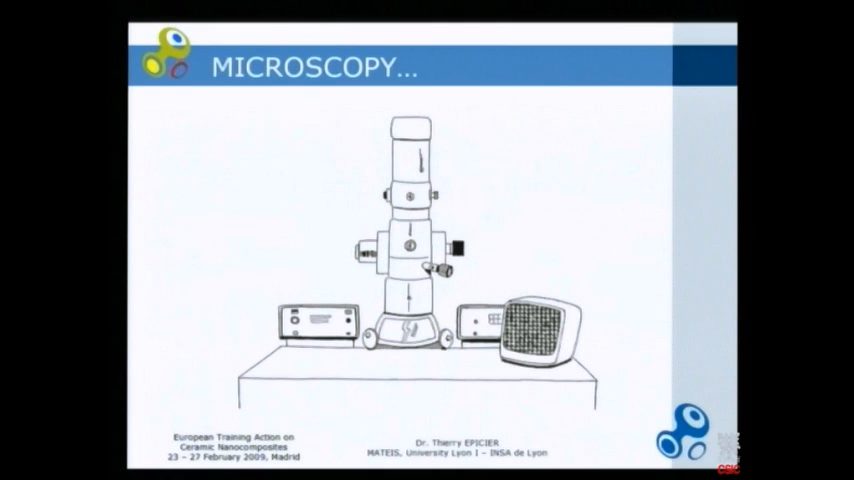 MICROSCOPY...
European Training Action on
Ceramic Nanocomposites
23 – 27 February 2009, Madrid
Dr. Thierry EPICIER
MATEIS, University Lyon I – INSA de Lyon
CSIC